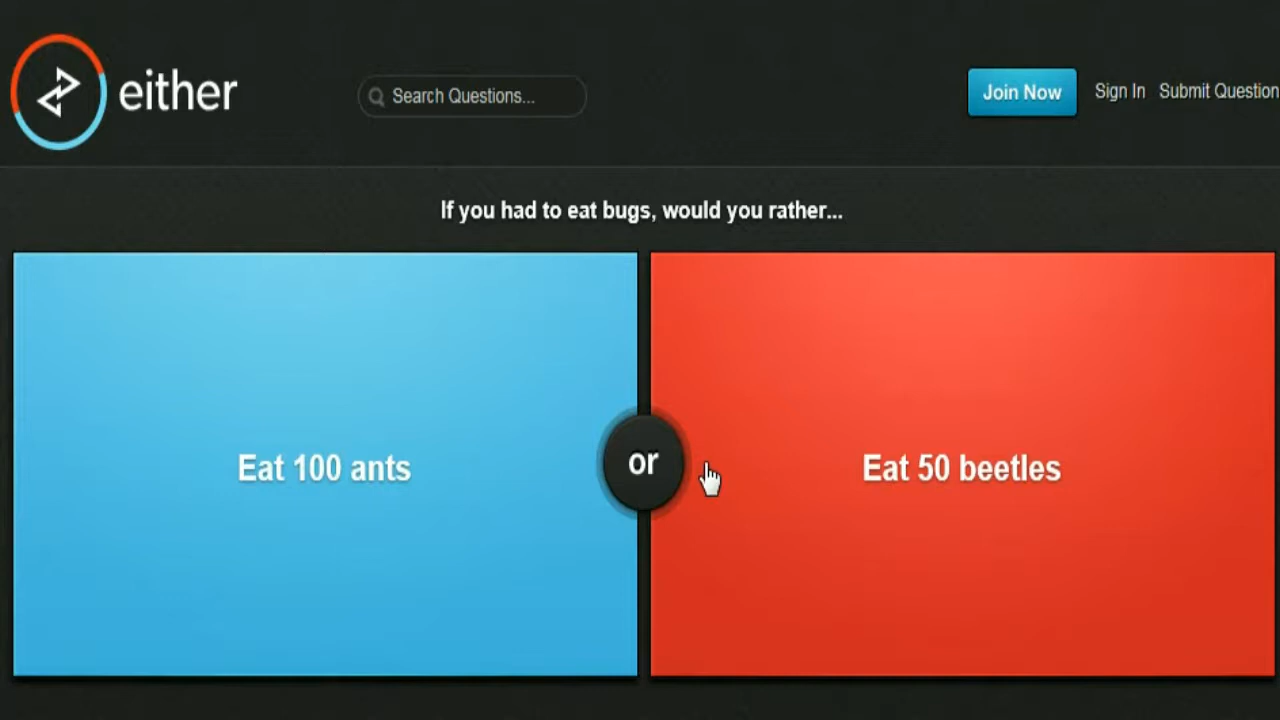 either
Search Questions...
Join Now
Sign In
Submit Question
If you had to eat bugs, would you rather...
Eat 100 ants
or
Eat 50 beetles